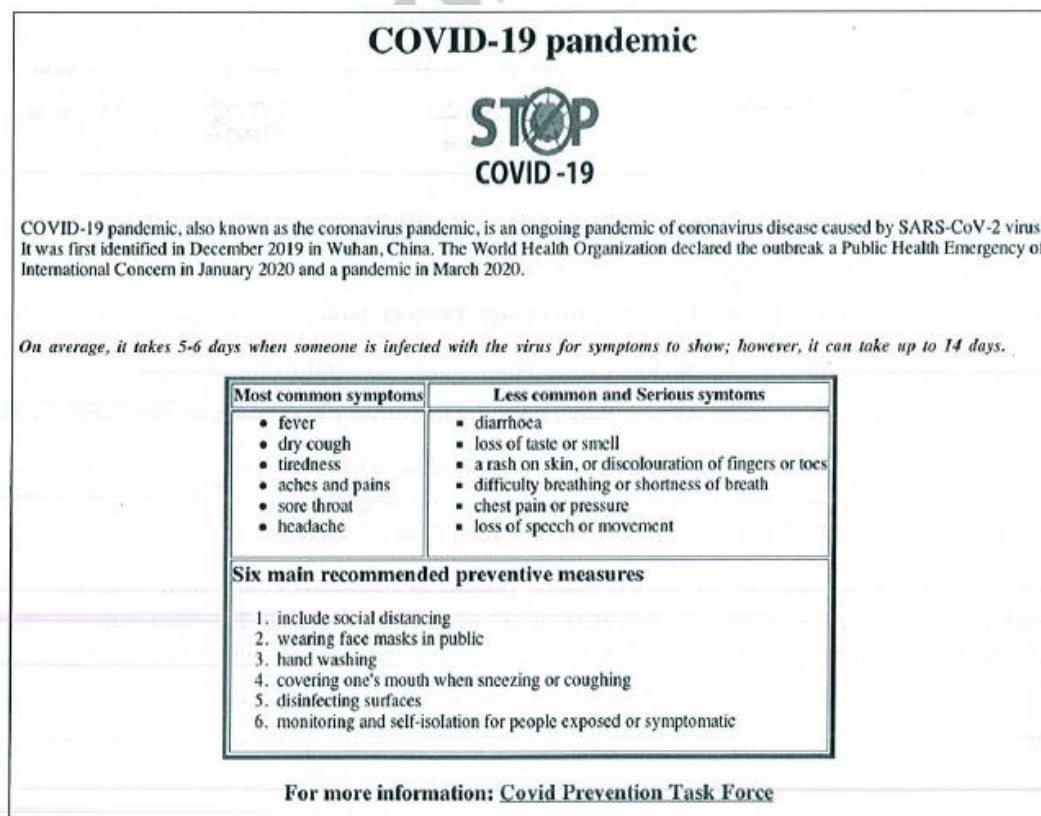 COVID-19 pandemic
STOP
COVID -19
COVID-19 pandemic, also known as the coronavirus pandemic, is an ongoing pandemic of coronavirus disease caused by SARS-CoV-2 virus
It was first identified in December 2019 in Wuhan, China. The World Health Organization declared the outbreak a Public Health Emergency of
International Concern in January 2020 and a pandemic in March 2020.
On average, it takes 5-6 days when someone is infected with the virus for symptoms to show; however, it can take up to 14 days.
Most common symptoms
• fever
• dry cough
• tiredness
• aches and pains
• sore throat
• headache
Less common and Serious symtoms
▪ diarrhoea
▪ loss of taste or smell
▪ a rash on skin, or discolouration of fingers or toes
▪ difficulty breathing or shortness of breath
▪ chest pain or pressure
▪ loss of speech or movement
Six main recommended preventive measures
1. include social distancing
2. wearing face masks in public
3. hand washing
4. covering one's mouth when sneezing or coughing
5. disinfecting surfaces
6. monitoring and self-isolation for people exposed or symptomatic
For more information: Covid Prevention Task Force